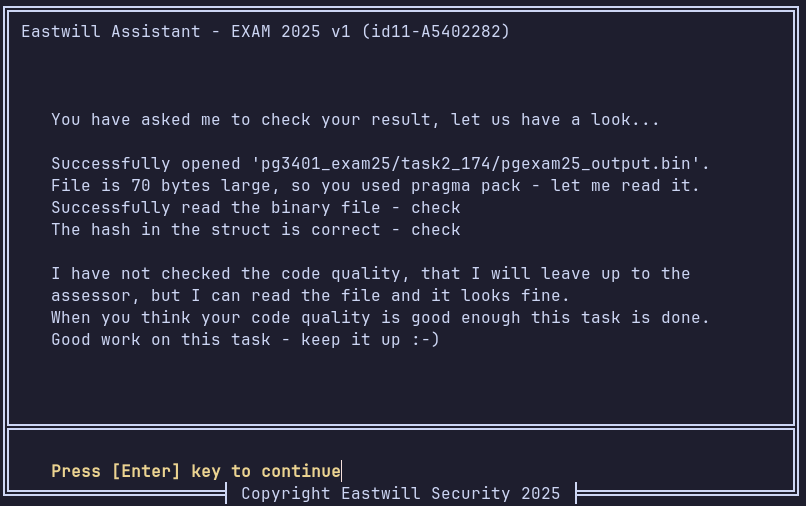 Eastwill Assistant - EXAM 2025 v1 (id11-A5402282)
You have asked me to check your result, let us have a look...
Successfully opened 'pg3401_exam25/task2_174/pgexam25_output.bin'.
File is 70 bytes large, so you used pragma pack - let me read it.
Successfully read the binary file - check
The hash in the struct is correct - check
I have not checked the code quality, that I will leave up to the
assessor, but I can read the file and it looks fine.
When you think your code quality is good enough this task is done.
Good work on this task - keep it up :-)
Press [Enter] key to continue
Copyright Eastwill Security 2025